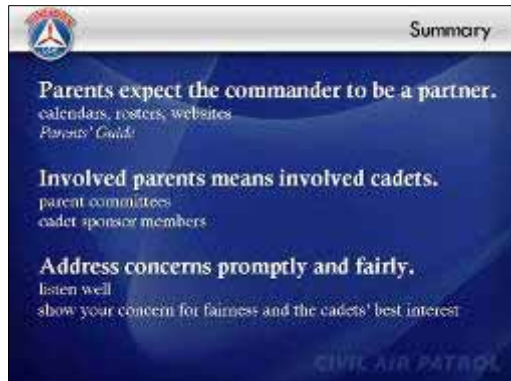 Summary
Parents expect the commander to be a partner.
calendars, rosters, websites
Parents' Guide
Involved parents means involved cadets.
parent committees
cadet sponsor members
Address concerns promptly and fairly.
listen well
show your concern for fairness and the cadets' best interest
CIVIL AIR PATROL